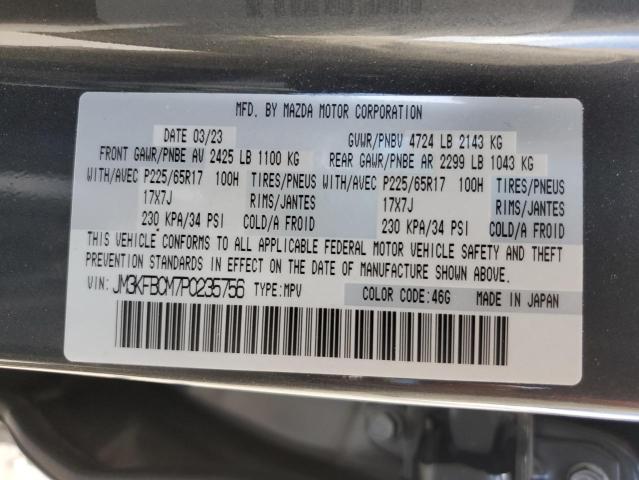 MFD. BY MAZDA MOTOR CORPORATION
DATE 03/23 GVWR/PNBV 4724 LB 2143 KG
FRONT GAWR/PNBE AV 2425 LB 1100 KG REAR GAWR/PNBE AR 2299 LB 1043 KG
WITH/AVEC P225/65R17 100H TIRES/PNEUS WITH/AVEC P225/65R17 100H TIRES/PNEUS
17X7J RIMS/JANTES 17X7J RIMS/JANTES
230 KPA/34 PSI COLD/A FROID 230 KPA/34 PSI COLD/A FROID
THIS VEHICLE CONFORMS TO ALL APPLICABLE FEDERAL MOTOR VEHICLE SAFETY AND THEFT
PREVENTION STANDARDS IN EFFECT ON THE DATE OF MANUFACTURE SHOWN ABOVE.
VIN: JM3KFBCM7P0235756 TYPE:MPV COLOR CODE:46G MADE IN JAPAN